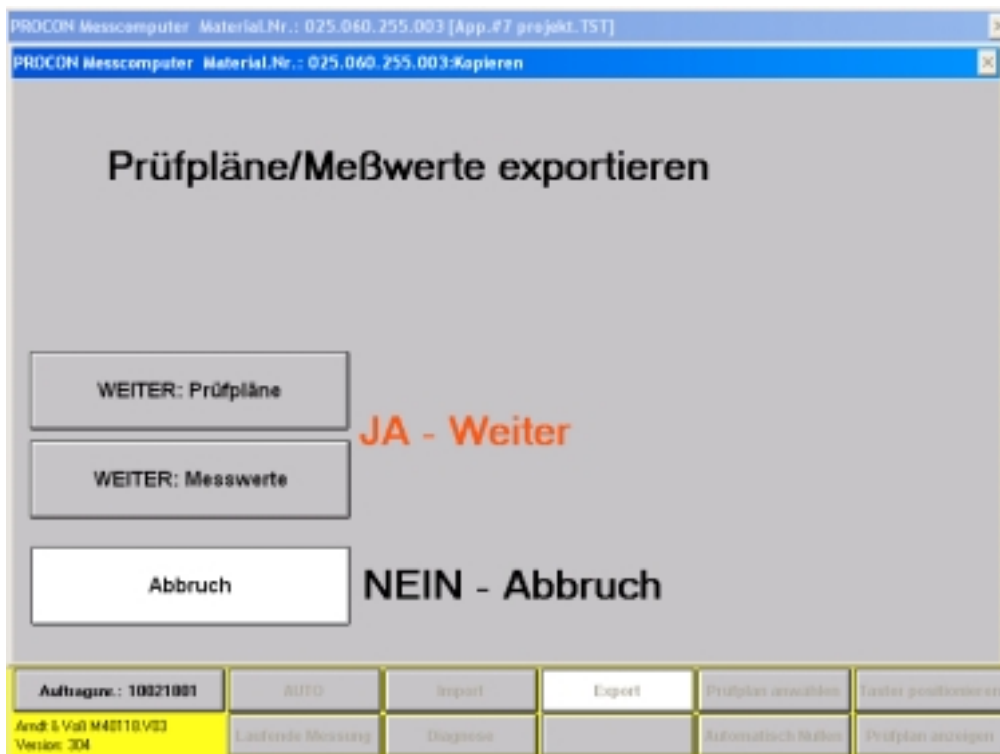 PROCON Messcomputer Material.Nr.: 025.060.255.003 [App.#7 projekt.TST]
PROCON Messcomputer Material.Nr.: 025.060.255.003:Kopieren
Prüfpläne/Meßwerte exportieren
WEITER: Prüfpläne
JA - Weiter
WEITER: Messwerte
Abbruch
NEIN - Abbruch
Auftragsnr.: 10021001
AUTO
Import
Export
Prüfplan anwählen
Taster positionieren
Arndt & Voß M40118.V03
Version: 304
Laufende Messung
Diagnose
Automatisch Nullen
Prüfplan anzeigen